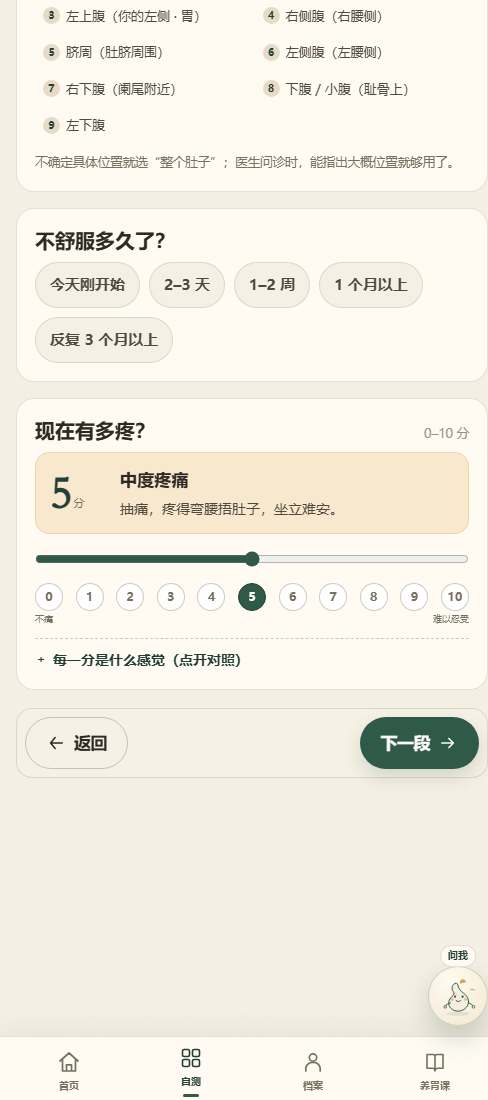 3 左上腹（你的左侧 · 胃） 4 右侧腹（右腰侧）
5 脐周（肚脐周围） 6 左侧腹（左腰侧）
7 右下腹（阑尾附近） 8 下腹 / 小腹（耻骨上）
9 左下腹
不确定具体位置就选“整个肚子”；医生问诊时，能指出大概位置就够用了。
不舒服多久了？
今天刚开始 2–3 天 1–2 周 1 个月以上
反复 3 个月以上
现在有多疼？ 0–10 分
5分 中度疼痛
抽痛，疼得弯腰捂肚子，坐立难安。
0 1 2 3 4 5 6 7 8 9 10
不痛 难以忍受
+ 每一分是什么感觉（点开对照）
← 返回 下一段 →
问我
首页 自测 档案 养胃课